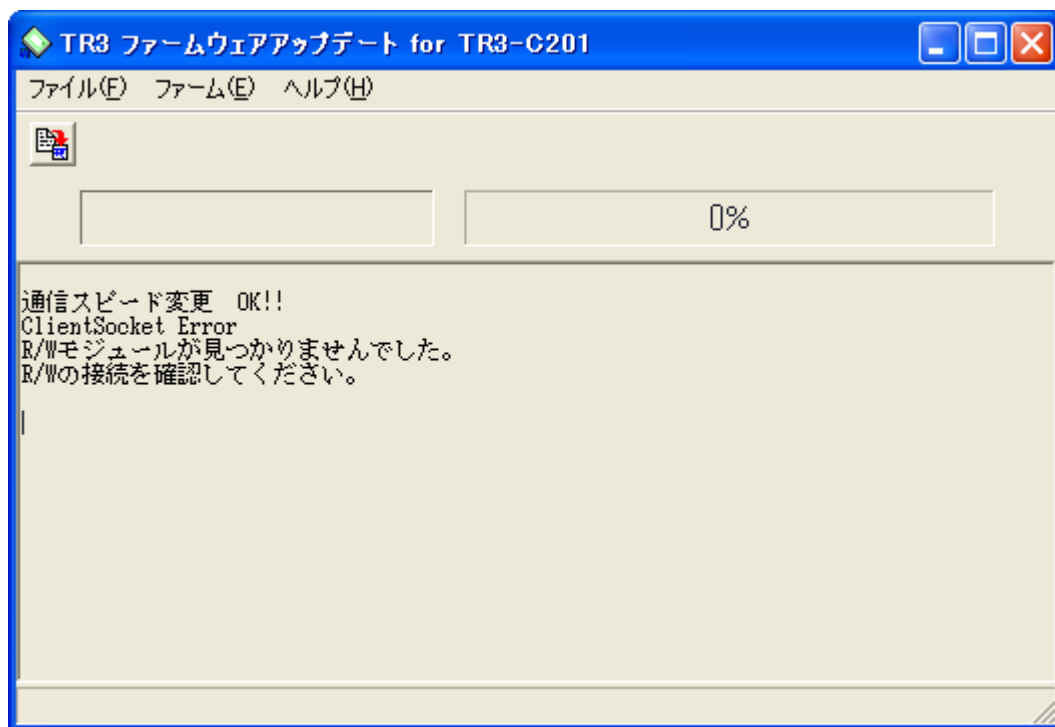 TR3 ファームウェアアップデート for TR3-C201
ファイル(F) ファーム(E) ヘルプ(H)
0%
通信スピード変更 OK!!
ClientSocket Error
R/Wモジュールが見つかりませんでした。
R/Wの接続を確認してください。